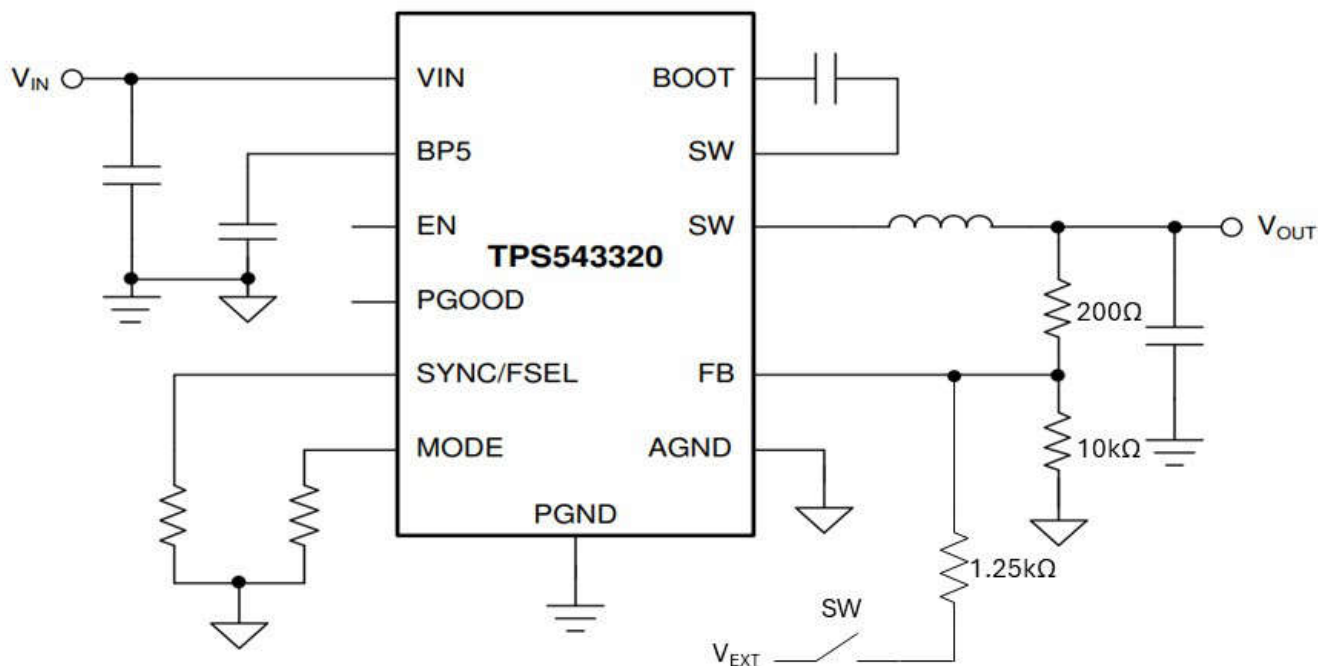 VIN VIN BOOT
BP5 SW
EN SW VOUT
TPS543320
PGOOD 200Ω
SYNC/FSEL FB
MODE AGND 10kΩ
PGND
1.25kΩ
SW
VEXT